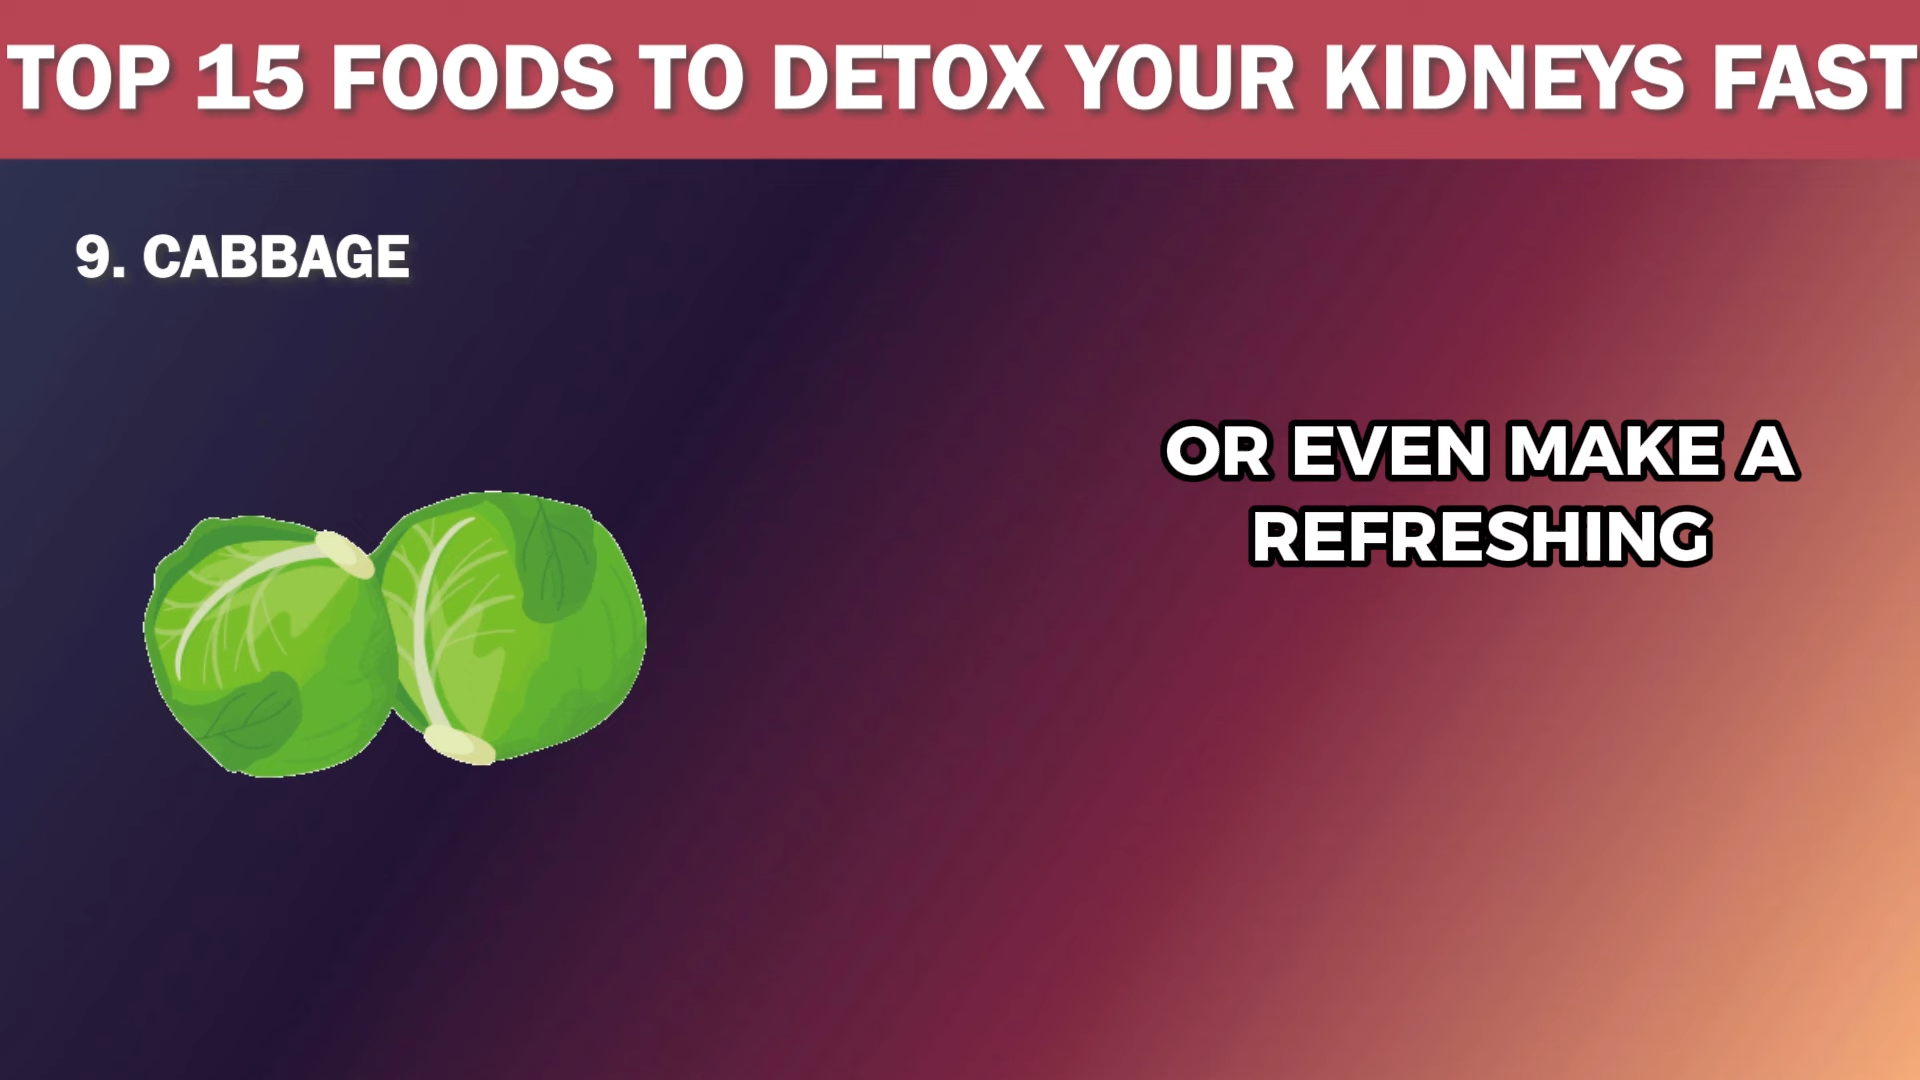 TOP 15 FOODS TO DETOX YOUR KIDNEYS FAST
9. CABBAGE
OR EVEN MAKE A
REFRESHING